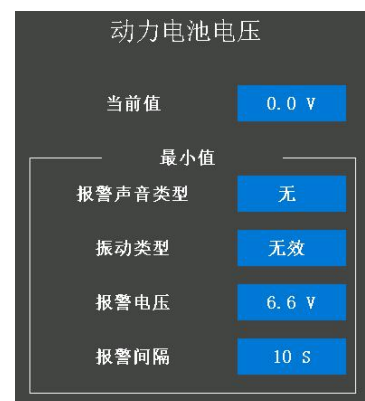 动力电池电压
当前值 0.0 V
最小值
报警声音类型 无
振动类型 无效
报警电压 6.6 V
报警间隔 10 S